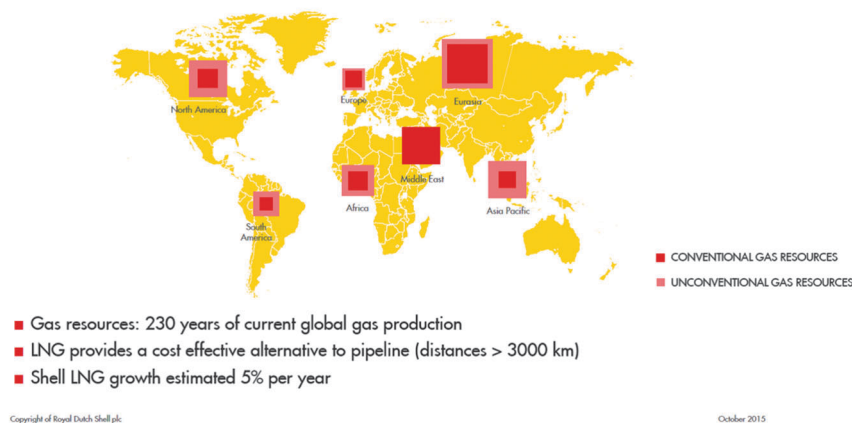 North America
Europe
Eurasia
Middle East
Africa
Asia Pacific
South
America
CONVENTIONAL GAS RESOURCES
UNCONVENTIONAL GAS RESOURCES
Gas resources: 230 years of current global gas production
LNG provides a cost effective alternative to pipeline (distances > 3000 km)
Shell LNG growth estimated 5% per year
Copyright of Royal Dutch Shell plc
October 2015